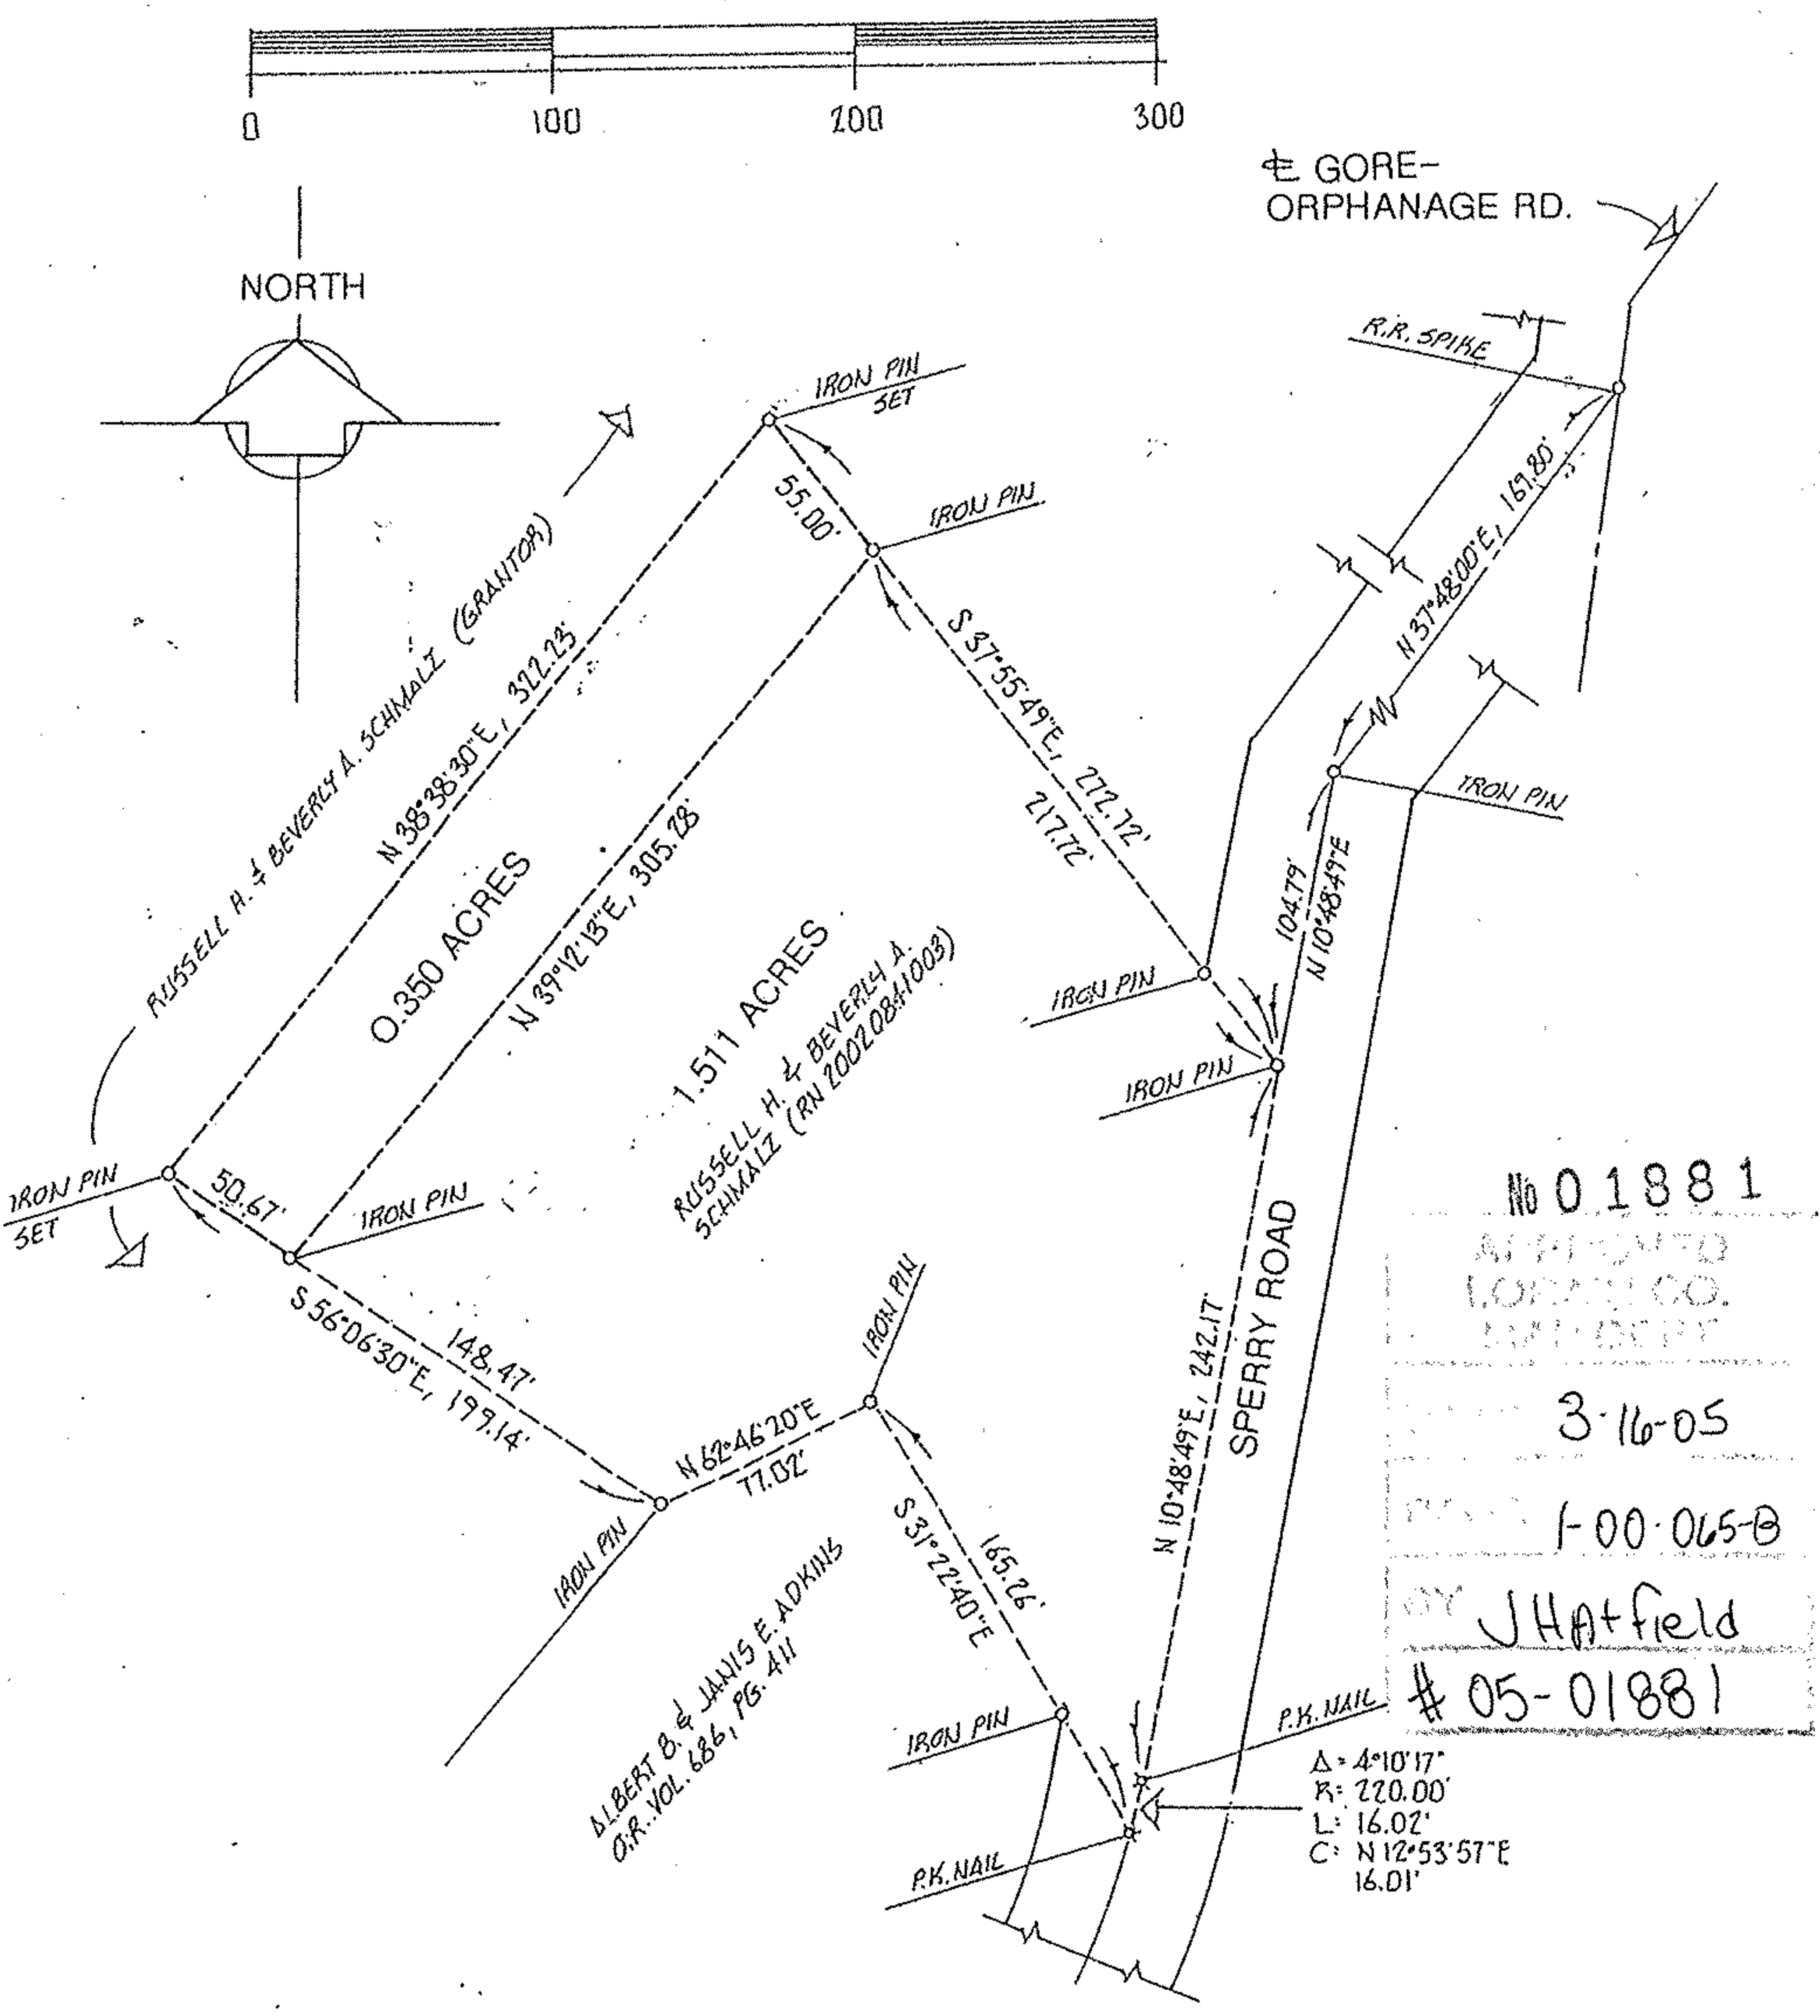 0 100 200 300
℄ GORE-
ORPHANAGE RD.
NORTH
R.R. SPIKE
IRON PIN
SET
55.00'
IRON PIN
N 37°48'00"E, 169.80'
RUSSELL H. & BEVERLY A. SCHMALZ (GRANTOR)
N 38°38'30"E, 322.23'
S 37°55'49"E, 272.72'
217.72'
IRON PIN
N 39°12'13"E, 305.28'
0.350 ACRES
104.79'
N 10°48'49"E
1.511 ACRES
RUSSELL H. & BEVERLY A.
SCHMALZ (RN 20020841003)
IRON PIN
IRON PIN
IRON PIN
SET
50.67'
IRON PIN
No 01881
APPROVED
LORAIN CO.
3-16-05
1-00-065-B
BY JHAtfield
# 05-01881
SPERRY ROAD
N 10°48'49"E, 242.17'
IRON PIN
148.47'
S 56°06'30"E, 199.14'
N 62°46'20"E
77.02'
IRON PIN
165.26'
S 31°22'40"E
ALBERT B. & JANIS E. ADKINS
O.R. VOL. 686, PG. 411
IRON PIN
P.K. NAIL
Δ= 4°10'17"
R= 220.00'
L= 16.02'
C= N 12°53'57"E
16.01'
P.K. NAIL